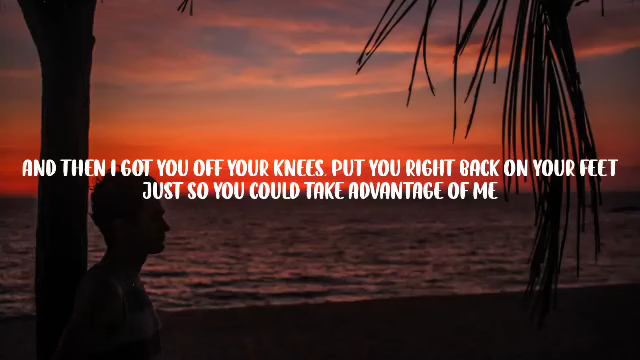 AND THEN I GOT YOU OFF YOUR KNEES, PUT YOU RIGHT BACK ON YOUR FEET
JUST SO YOU COULD TAKE ADVANTAGE OF ME